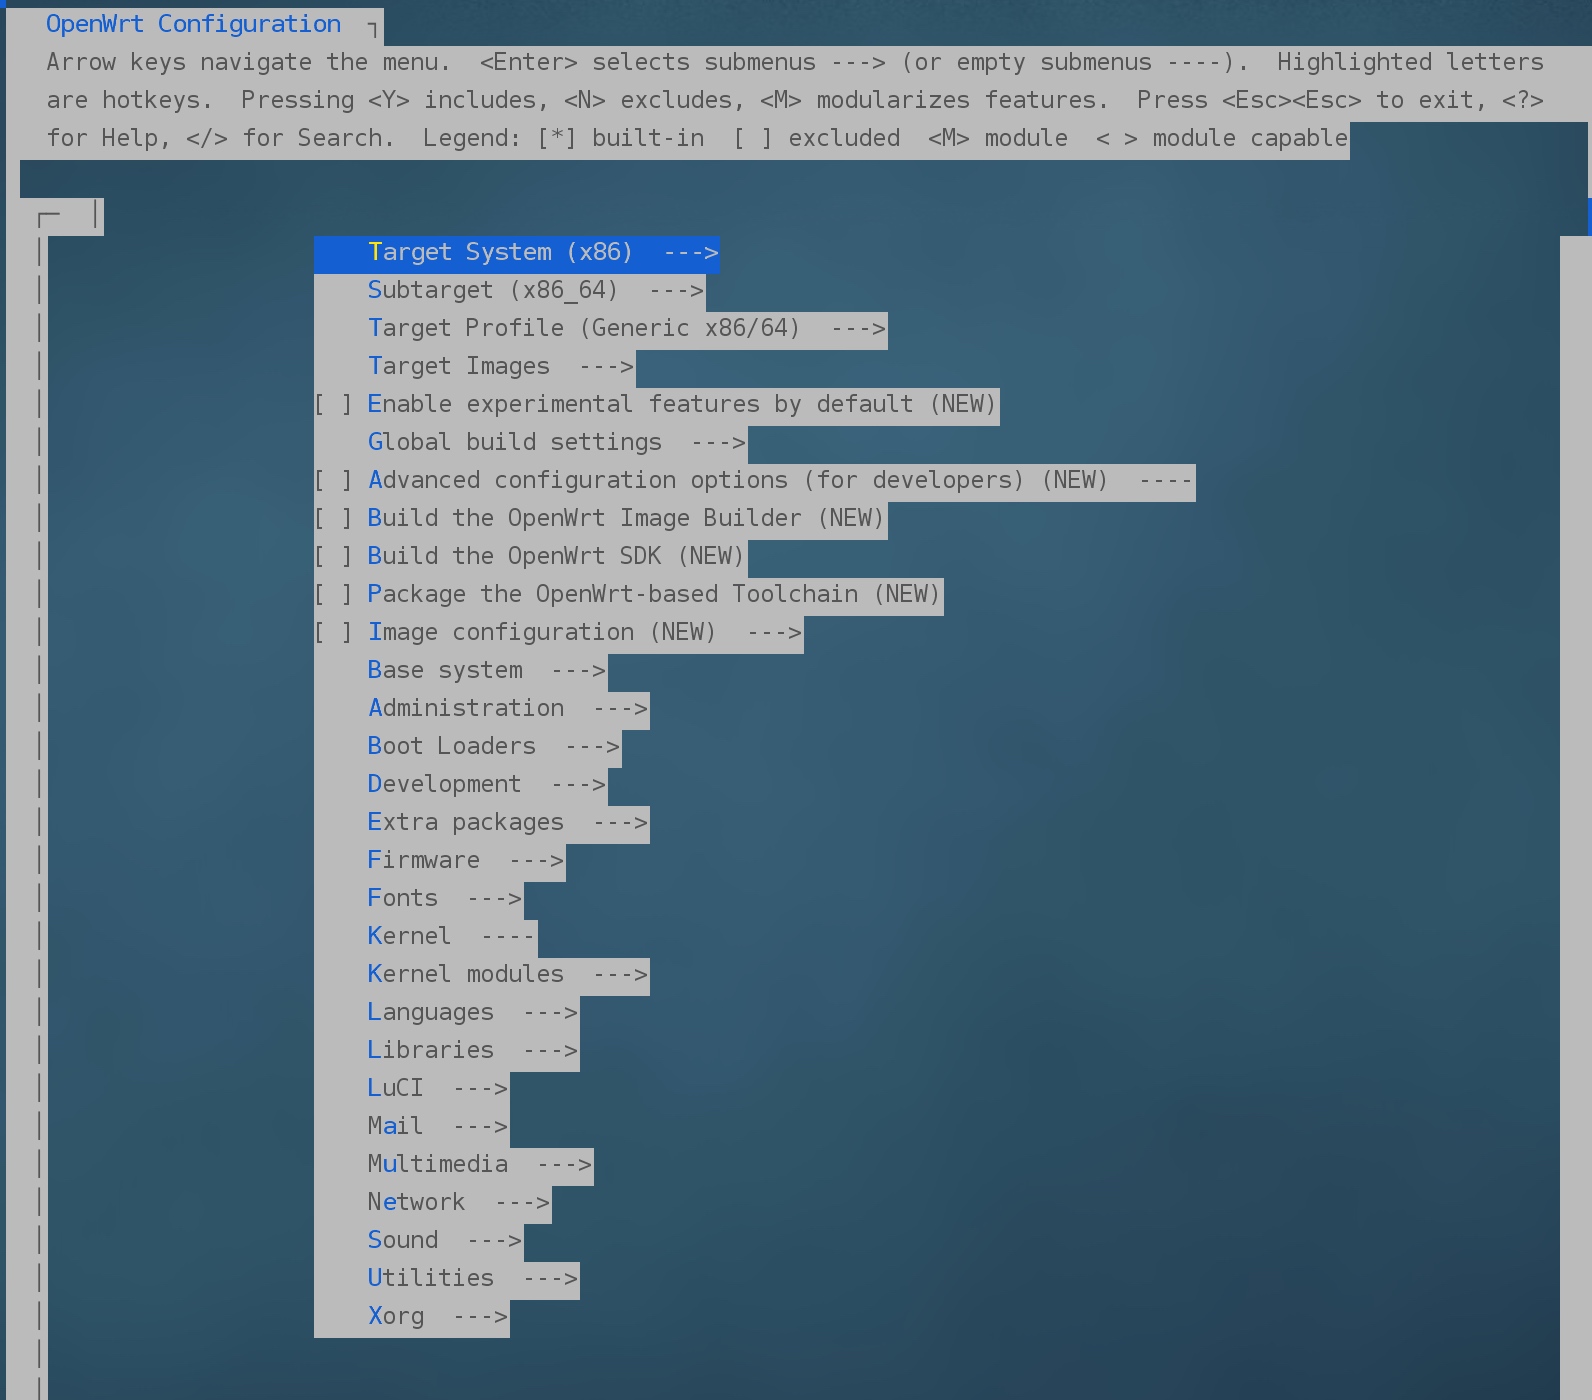 OpenWrt Configuration
Arrow keys navigate the menu.  <Enter> selects submenus ---> (or empty submenus ----).  Highlighted letters
are hotkeys.  Pressing <Y> includes, <N> excludes, <M> modularizes features.  Press <Esc><Esc> to exit, <?>
for Help, </> for Search.  Legend: [*] built-in  [ ] excluded  <M> module  < > module capable
Target System (x86)  --->
Subtarget (x86_64)  --->
Target Profile (Generic x86/64)  --->
Target Images  --->
[ ] Enable experimental features by default (NEW)
Global build settings  --->
[ ] Advanced configuration options (for developers) (NEW)  ----
[ ] Build the OpenWrt Image Builder (NEW)
[ ] Build the OpenWrt SDK (NEW)
[ ] Package the OpenWrt-based Toolchain (NEW)
[ ] Image configuration (NEW)  --->
Base system  --->
Administration  --->
Boot Loaders  --->
Development  --->
Extra packages  --->
Firmware  --->
Fonts  --->
Kernel  ----
Kernel modules  --->
Languages  --->
Libraries  --->
LuCI  --->
Mail  --->
Multimedia  --->
Network  --->
Sound  --->
Utilities  --->
Xorg  --->